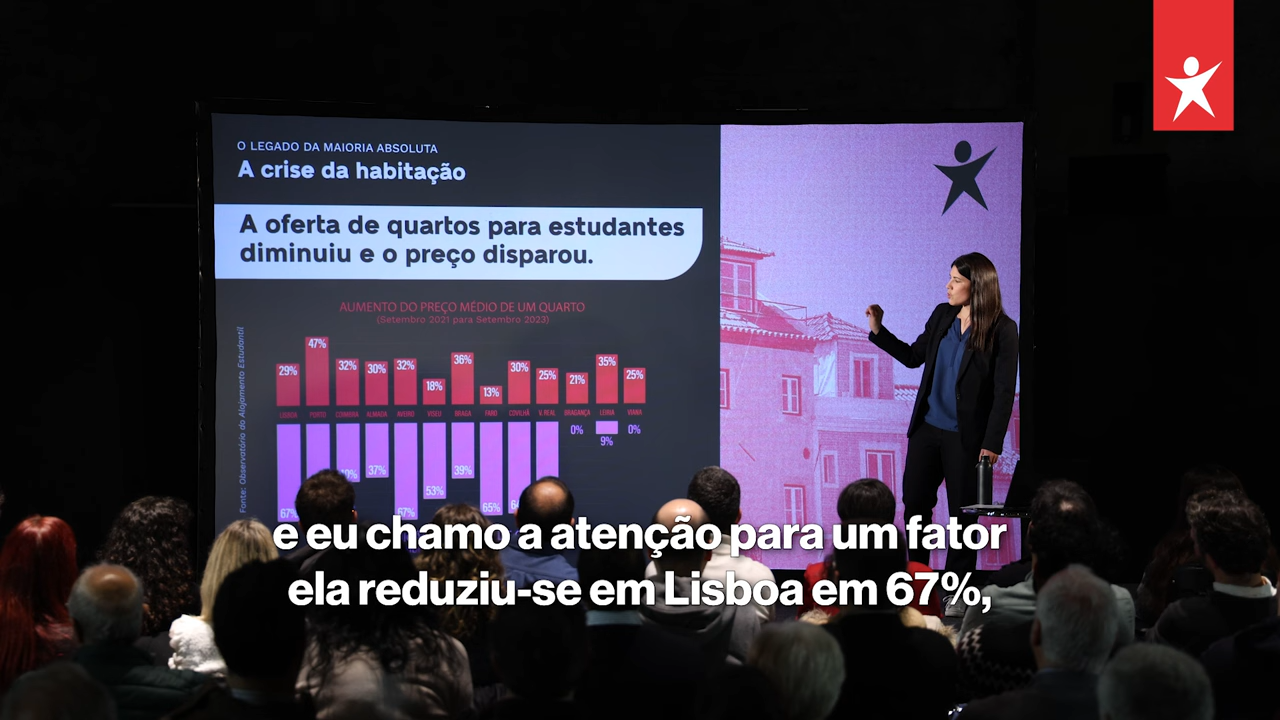 O LEGADO DA MAIORIA ABSOLUTA
A crise da habitação
A oferta de quartos para estudantes
diminuiu e o preço disparou.
AUMENTO DO PREÇO MÉDIO DE UM QUARTO
(Setembro 2021 para Setembro 2023)
Fonte: Observatório do Alojamento Estudantil
29% 47% 32% 30% 32% 18% 36% 13% 30% 25% 21% 35% 25%
LISBOA PORTO COIMBRA ALMADA AVEIRO VISEU BRAGA FARO COVILHÃ V. REAL BRAGANÇA LEIRIA VIANA
67% 37% 67% 53% 39% 65% 0% 9% 0%
e eu chamo a atenção para um fator
ela reduziu-se em Lisboa em 67%,